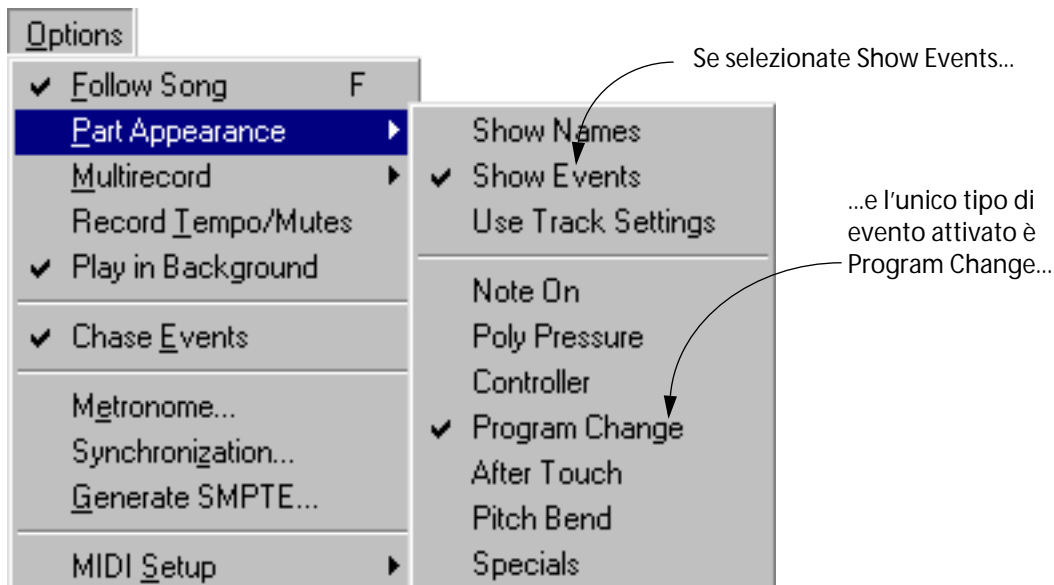 Options
Follow Song F
Part Appearance
Multirecord
Record Tempo/Mutes
Play in Background
Chase Events
Metronome...
Synchronization...
Generate SMPTE...
MIDI Setup
Show Names
Show Events
Use Track Settings
Note On
Poly Pressure
Controller
Program Change
After Touch
Pitch Bend
Specials
Se selezionate Show Events...
...e l'unico tipo di
evento attivato è
Program Change...